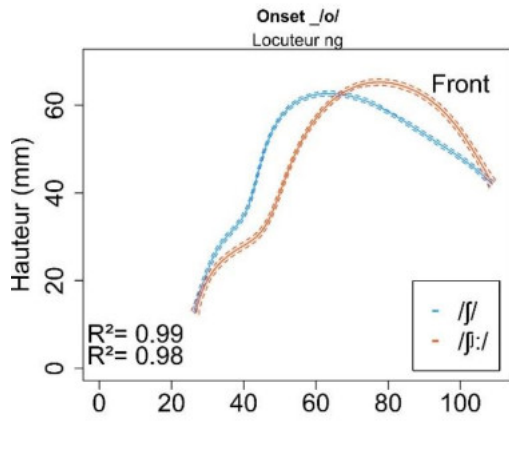 Onset _/o/
Locuteur ng
Front
Hauteur (mm)
60
40
20
0
R²= 0.99
R²= 0.98
/ʃ/
/ʃʲ:/
0 20 40 60 80 100